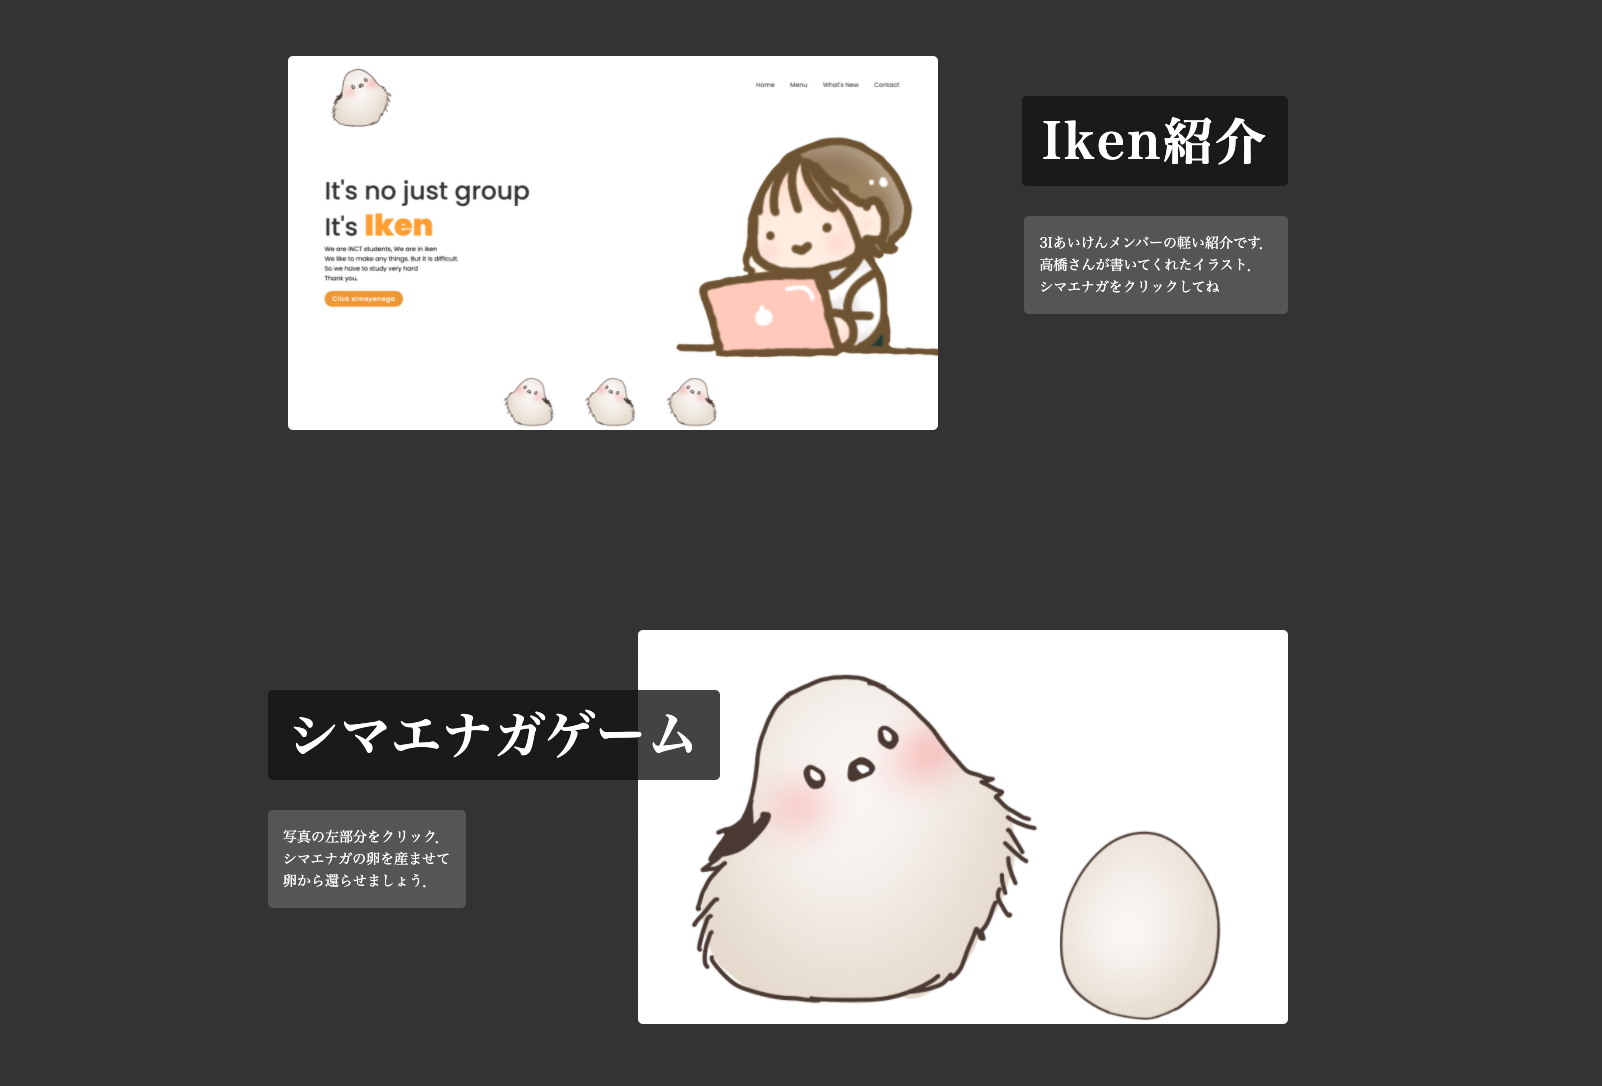 Home Menu What's New Contact
It's no just group
It's Iken
We are INCT students, We are in iken
We like to make any things. But it is difficult.
So we have to study very hard
Thank you.
Click simayenaga
Iken紹介
3Iあいけんメンバーの軽い紹介です．
高橋さんが書いてくれたイラスト．
シマエナガをクリックしてね
シマエナガゲーム
写真の左部分をクリック．
シマエナガの卵を産ませて
卵から還らせましょう．